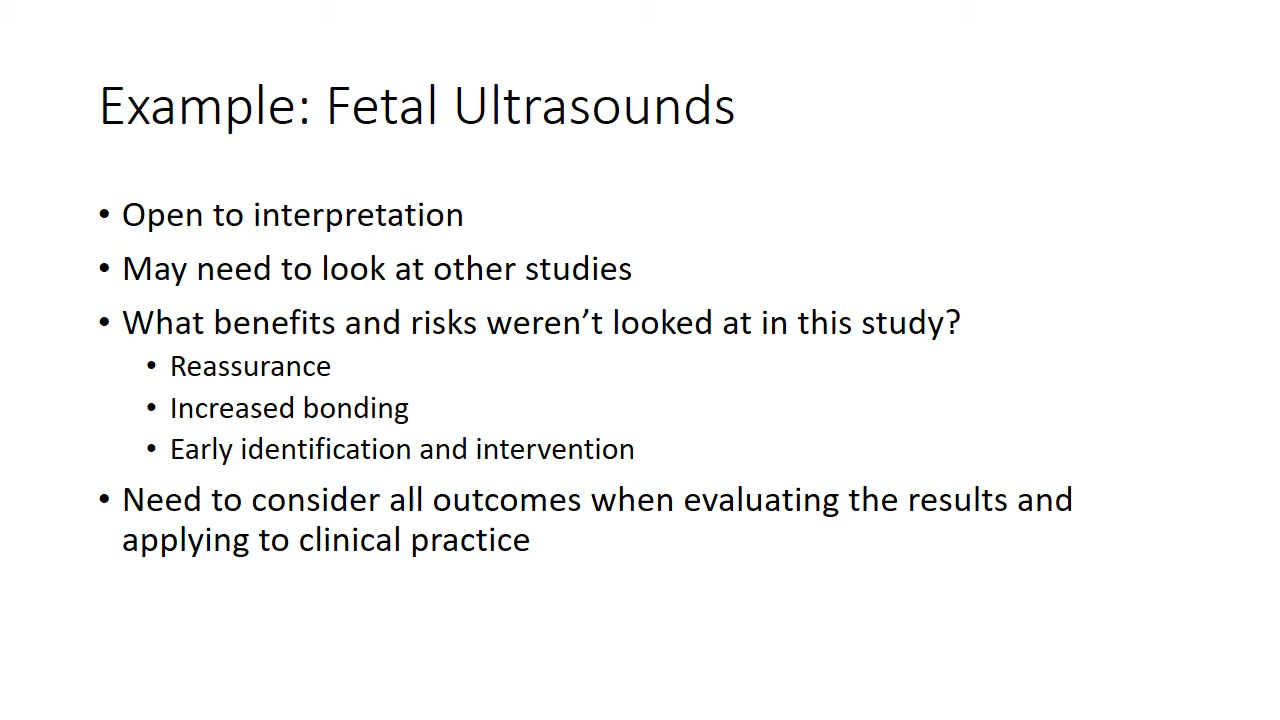 Example: Fetal Ultrasounds
• Open to interpretation
• May need to look at other studies
• What benefits and risks weren’t looked at in this study?
• Reassurance
• Increased bonding
• Early identification and intervention
• Need to consider all outcomes when evaluating the results and
applying to clinical practice